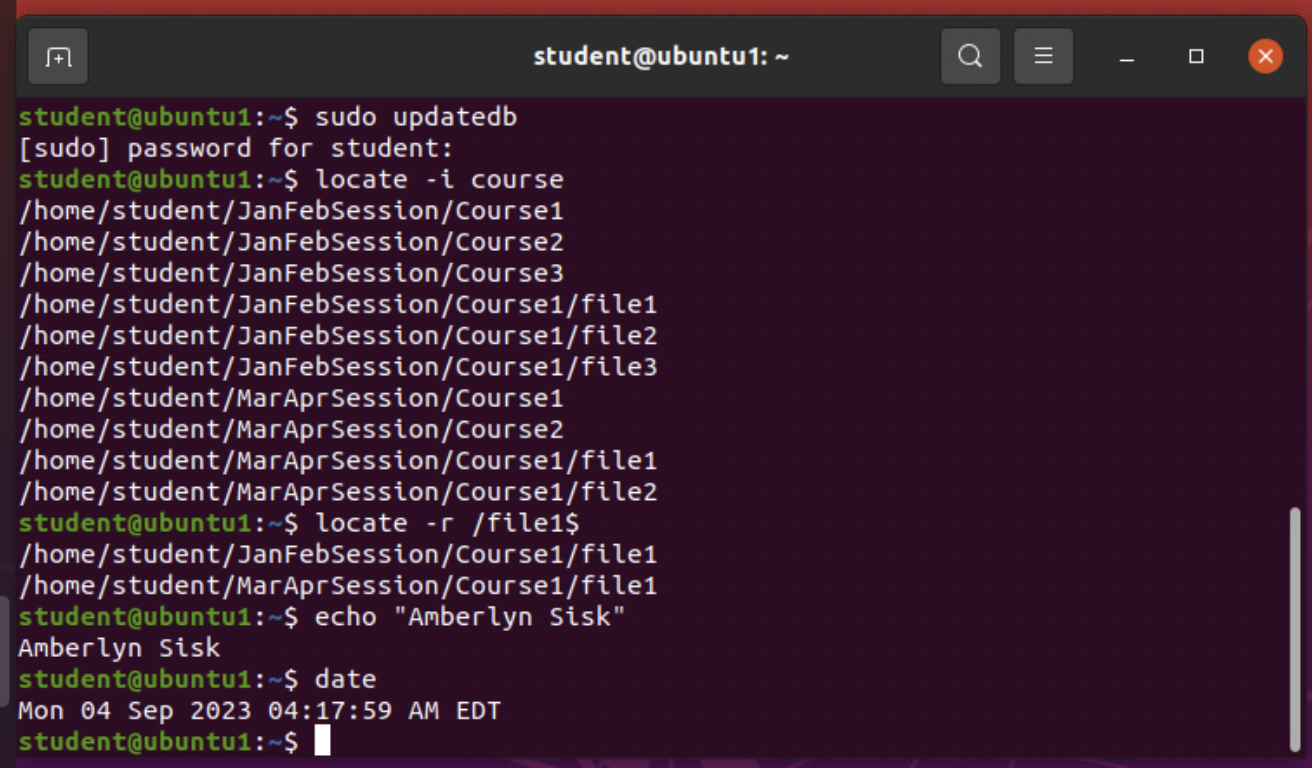 student@ubuntu1: ~
student@ubuntu1:~$ sudo updatedb
[sudo] password for student:
student@ubuntu1:~$ locate -i course
/home/student/JanFebSession/Course1
/home/student/JanFebSession/Course2
/home/student/JanFebSession/Course3
/home/student/JanFebSession/Course1/file1
/home/student/JanFebSession/Course1/file2
/home/student/JanFebSession/Course1/file3
/home/student/MarAprSession/Course1
/home/student/MarAprSession/Course2
/home/student/MarAprSession/Course1/file1
/home/student/MarAprSession/Course1/file2
student@ubuntu1:~$ locate -r /file1$
/home/student/JanFebSession/Course1/file1
/home/student/MarAprSession/Course1/file1
student@ubuntu1:~$ echo "Amberlyn Sisk"
Amberlyn Sisk
student@ubuntu1:~$ date
Mon 04 Sep 2023 04:17:59 AM EDT
student@ubuntu1:~$